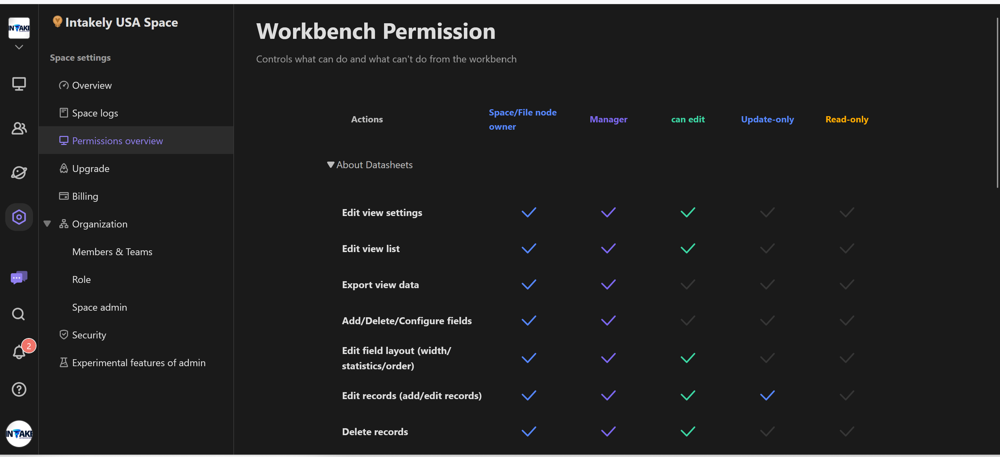 Intakely USA Space
Space settings
Overview
Space logs
Permissions overview
Upgrade
Billing
Organization
Members & Teams
Role
Space admin
Security
Experimental features of admin
2
Workbench Permission
Controls what can do and what can't do from the workbench
Actions
Space/File node
owner
Manager
can edit
Update-only
Read-only
About Datasheets
Edit view settings
Edit view list
Export view data
Add/Delete/Configure fields
Edit field layout (width/
statistics/order)
Edit records (add/edit records)
Delete records